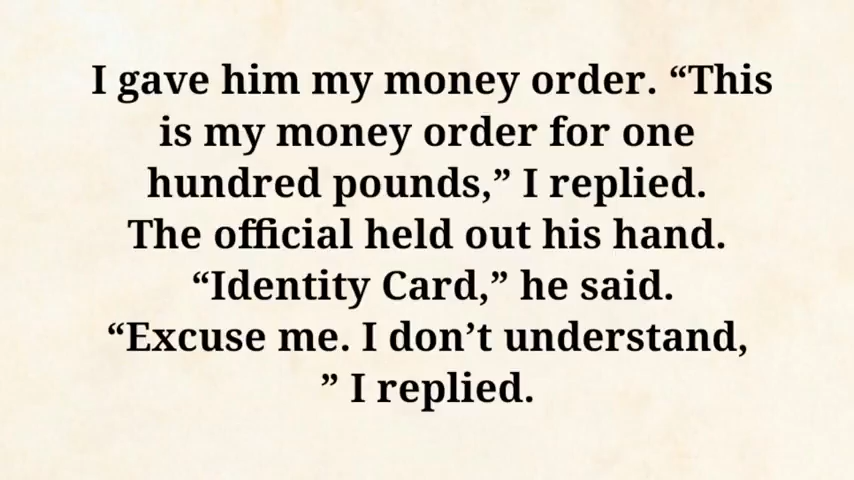 I gave him my money order. “This
is my money order for one
hundred pounds,” I replied.
The official held out his hand.
“Identity Card,” he said.
“Excuse me. I don’t understand,
” I replied.